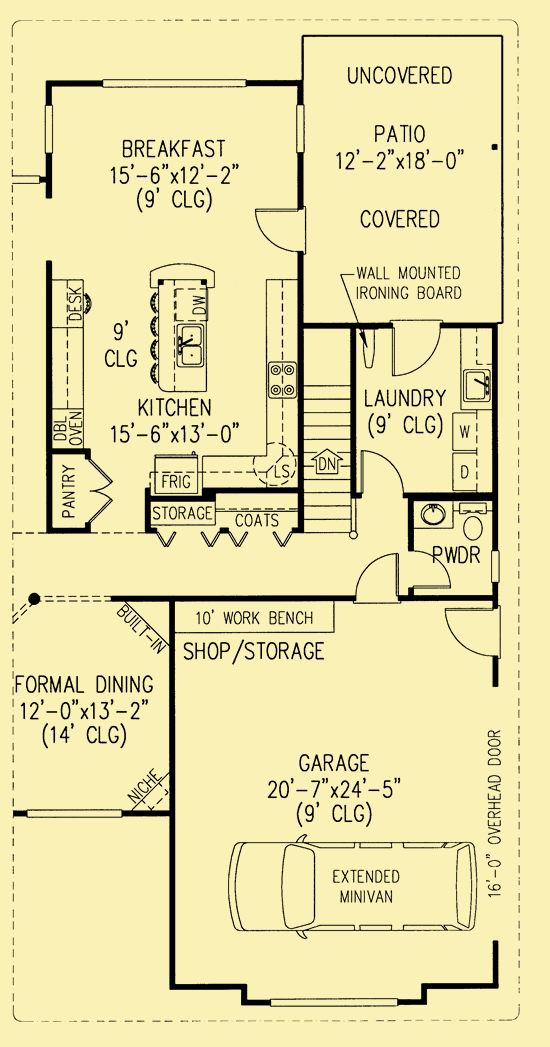 UNCOVERED
PATIO
12'-2"x18'-0"
COVERED
BREAKFAST
15'-6"x12'-2"
(9' CLG)
WALL MOUNTED
IRONING BOARD
DESK
DW
9'
CLG
DBL
OVEN
KITCHEN
15'-6"x13'-0"
LAUNDRY
(9' CLG)
W
D
PANTRY
FRIG
LS
DN
STORAGE
COATS
PWDR
BUILT-IN
10' WORK BENCH
SHOP/STORAGE
FORMAL DINING
12'-0"x13'-2"
(14' CLG)
NICHE
GARAGE
20'-7"x24'-5"
(9' CLG)
16'-0" OVERHEAD DOOR
EXTENDED
MINIVAN